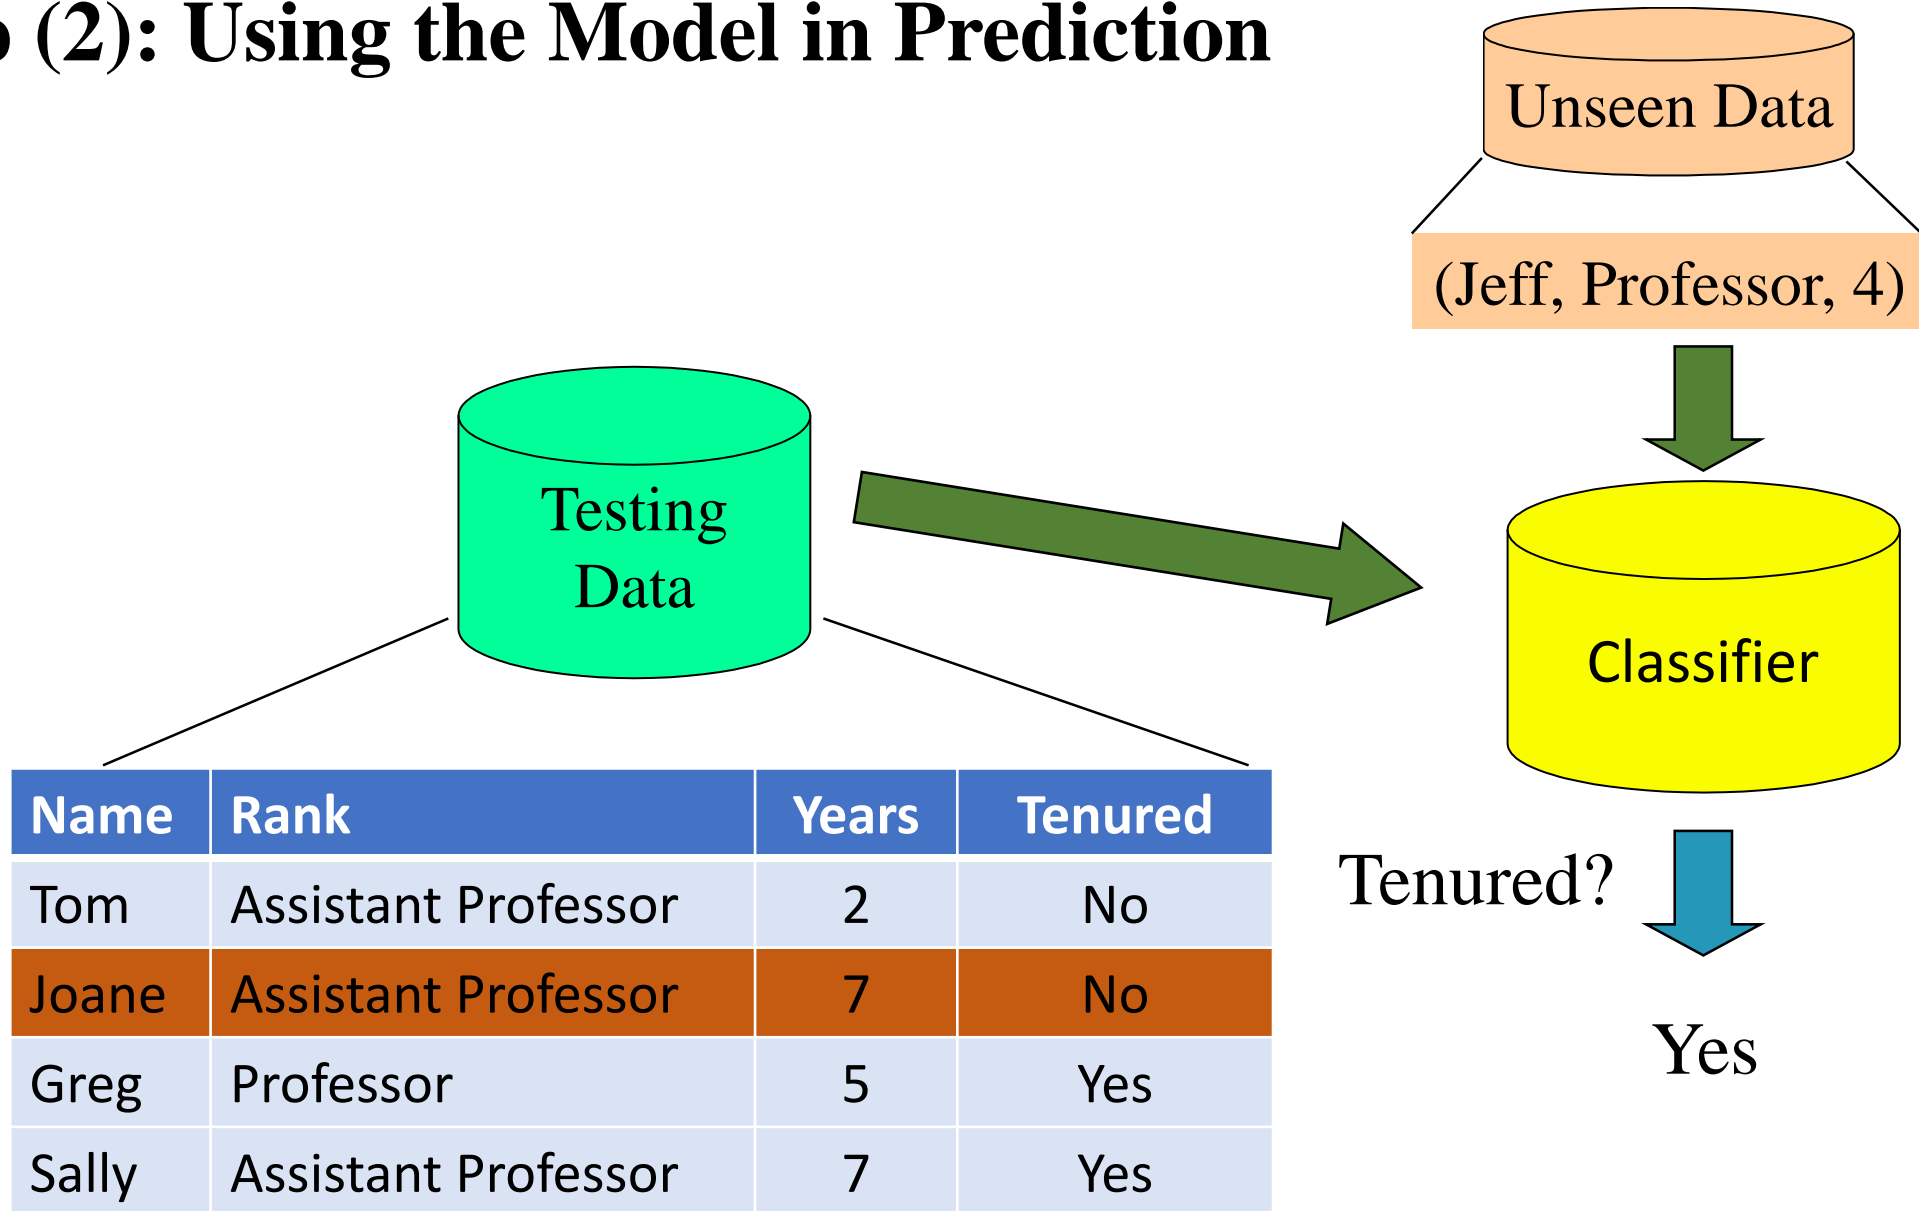 (2): Using the Model in Prediction
Unseen Data
(Jeff, Professor, 4)
Testing
Data
Classifier
Name Rank Years Tenured
Tom Assistant Professor 2 No
Joane Assistant Professor 7 No
Greg Professor 5 Yes
Sally Assistant Professor 7 Yes
Tenured?
Yes